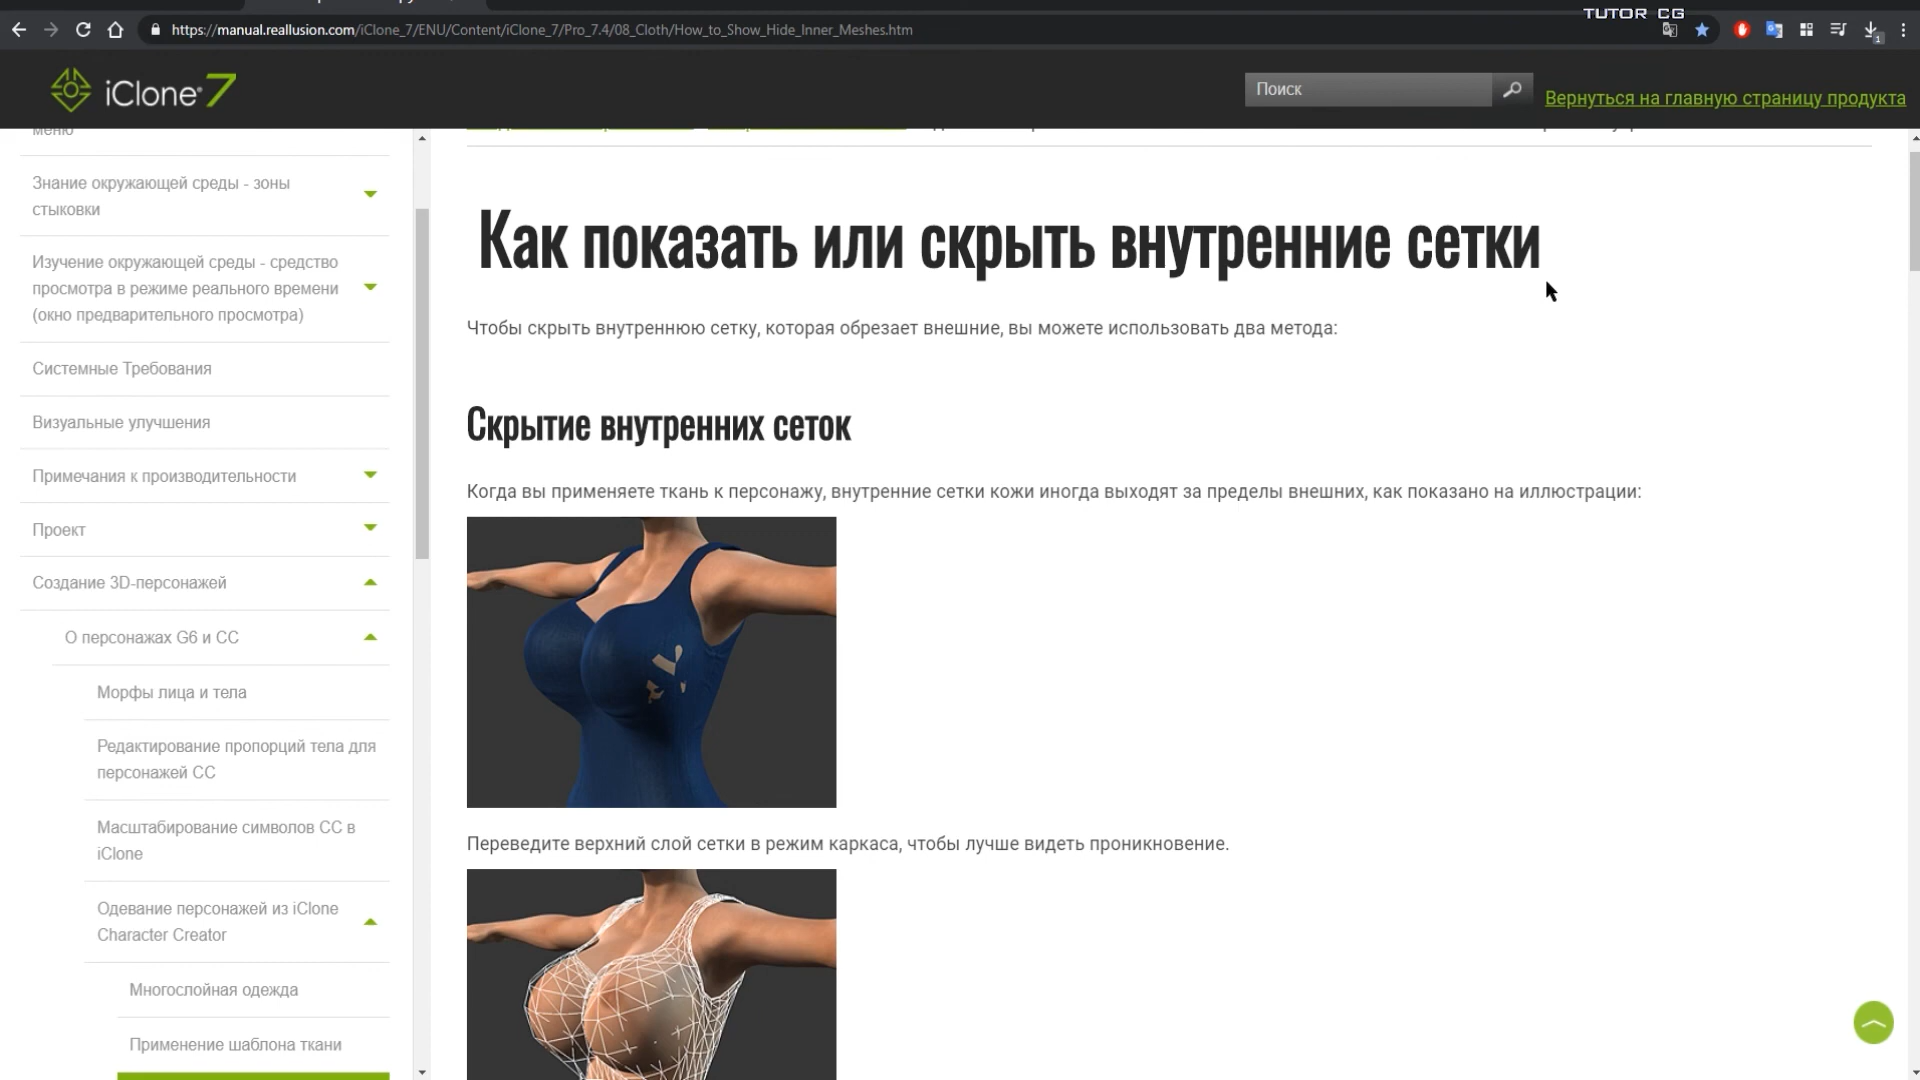 TUTOR CG
https://manual.reallusion.com/iClone_7/ENU/Content/iClone_7/Pro_7.4/08_Cloth/How_to_Show_Hide_Inner_Meshes.htm
1
iClone 7
Поиск
Вернуться на главную страницу продукта
меню
Знание окружающей среды - зоны
стыковки
Изучение окружающей среды - средство
просмотра в режиме реального времени
(окно предварительного просмотра)
Системные Требования
Визуальные улучшения
Примечания к производительности
Проект
Создание 3D-персонажей
О персонажах G6 и CC
Морфы лица и тела
Редактирование пропорций тела для
персонажей CC
Масштабирование символов CC в
iClone
Одевание персонажей из iClone
Character Creator
Многослойная одежда
Применение шаблона ткани
Как показать или скрыть внутренние сетки
Чтобы скрыть внутреннюю сетку, которая обрезает внешние, вы можете использовать два метода:
Скрытие внутренних сеток
Когда вы применяете ткань к персонажу, внутренние сетки кожи иногда выходят за пределы внешних, как показано на иллюстрации:
Переведите верхний слой сетки в режим каркаса, чтобы лучше видеть проникновение.